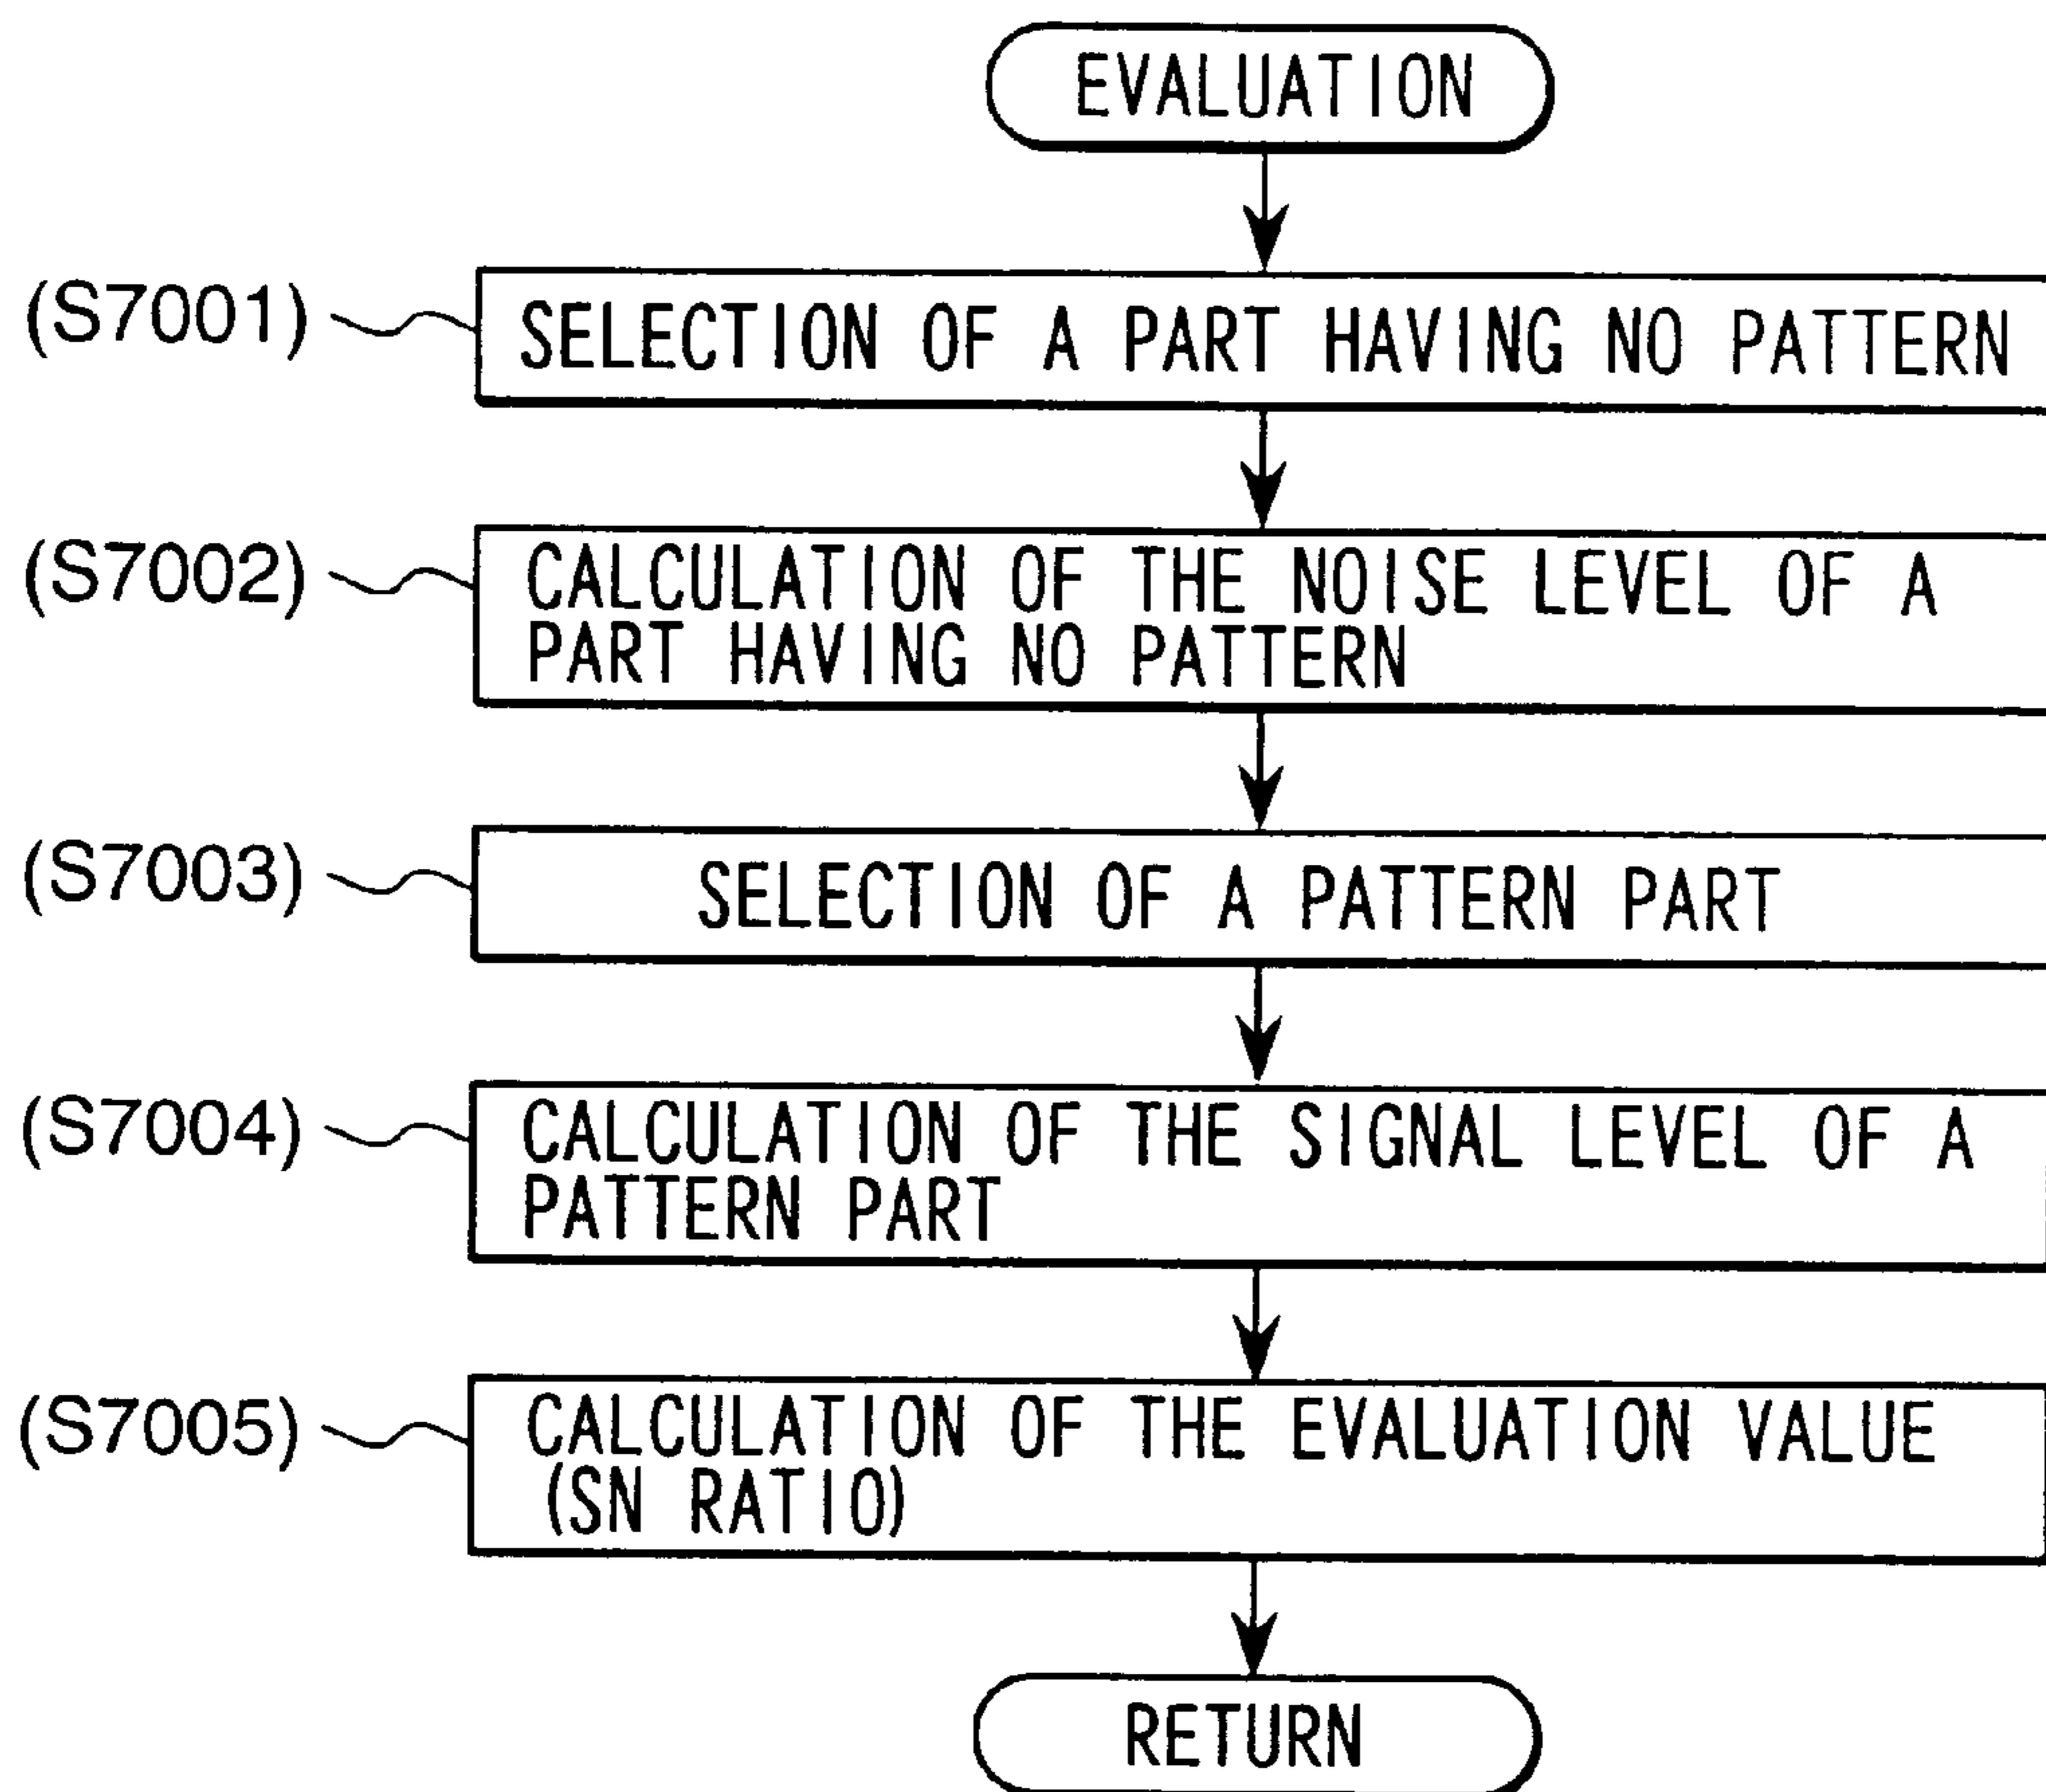 EVALUATION
(S7001)
SELECTION OF A PART HAVING NO PATTERN
(S7002)
CALCULATION OF THE NOISE LEVEL OF A
PART HAVING NO PATTERN
(S7003)
SELECTION OF A PATTERN PART
(S7004)
CALCULATION OF THE SIGNAL LEVEL OF A
PATTERN PART
(S7005)
CALCULATION OF THE EVALUATION VALUE
(SN RATIO)
RETURN